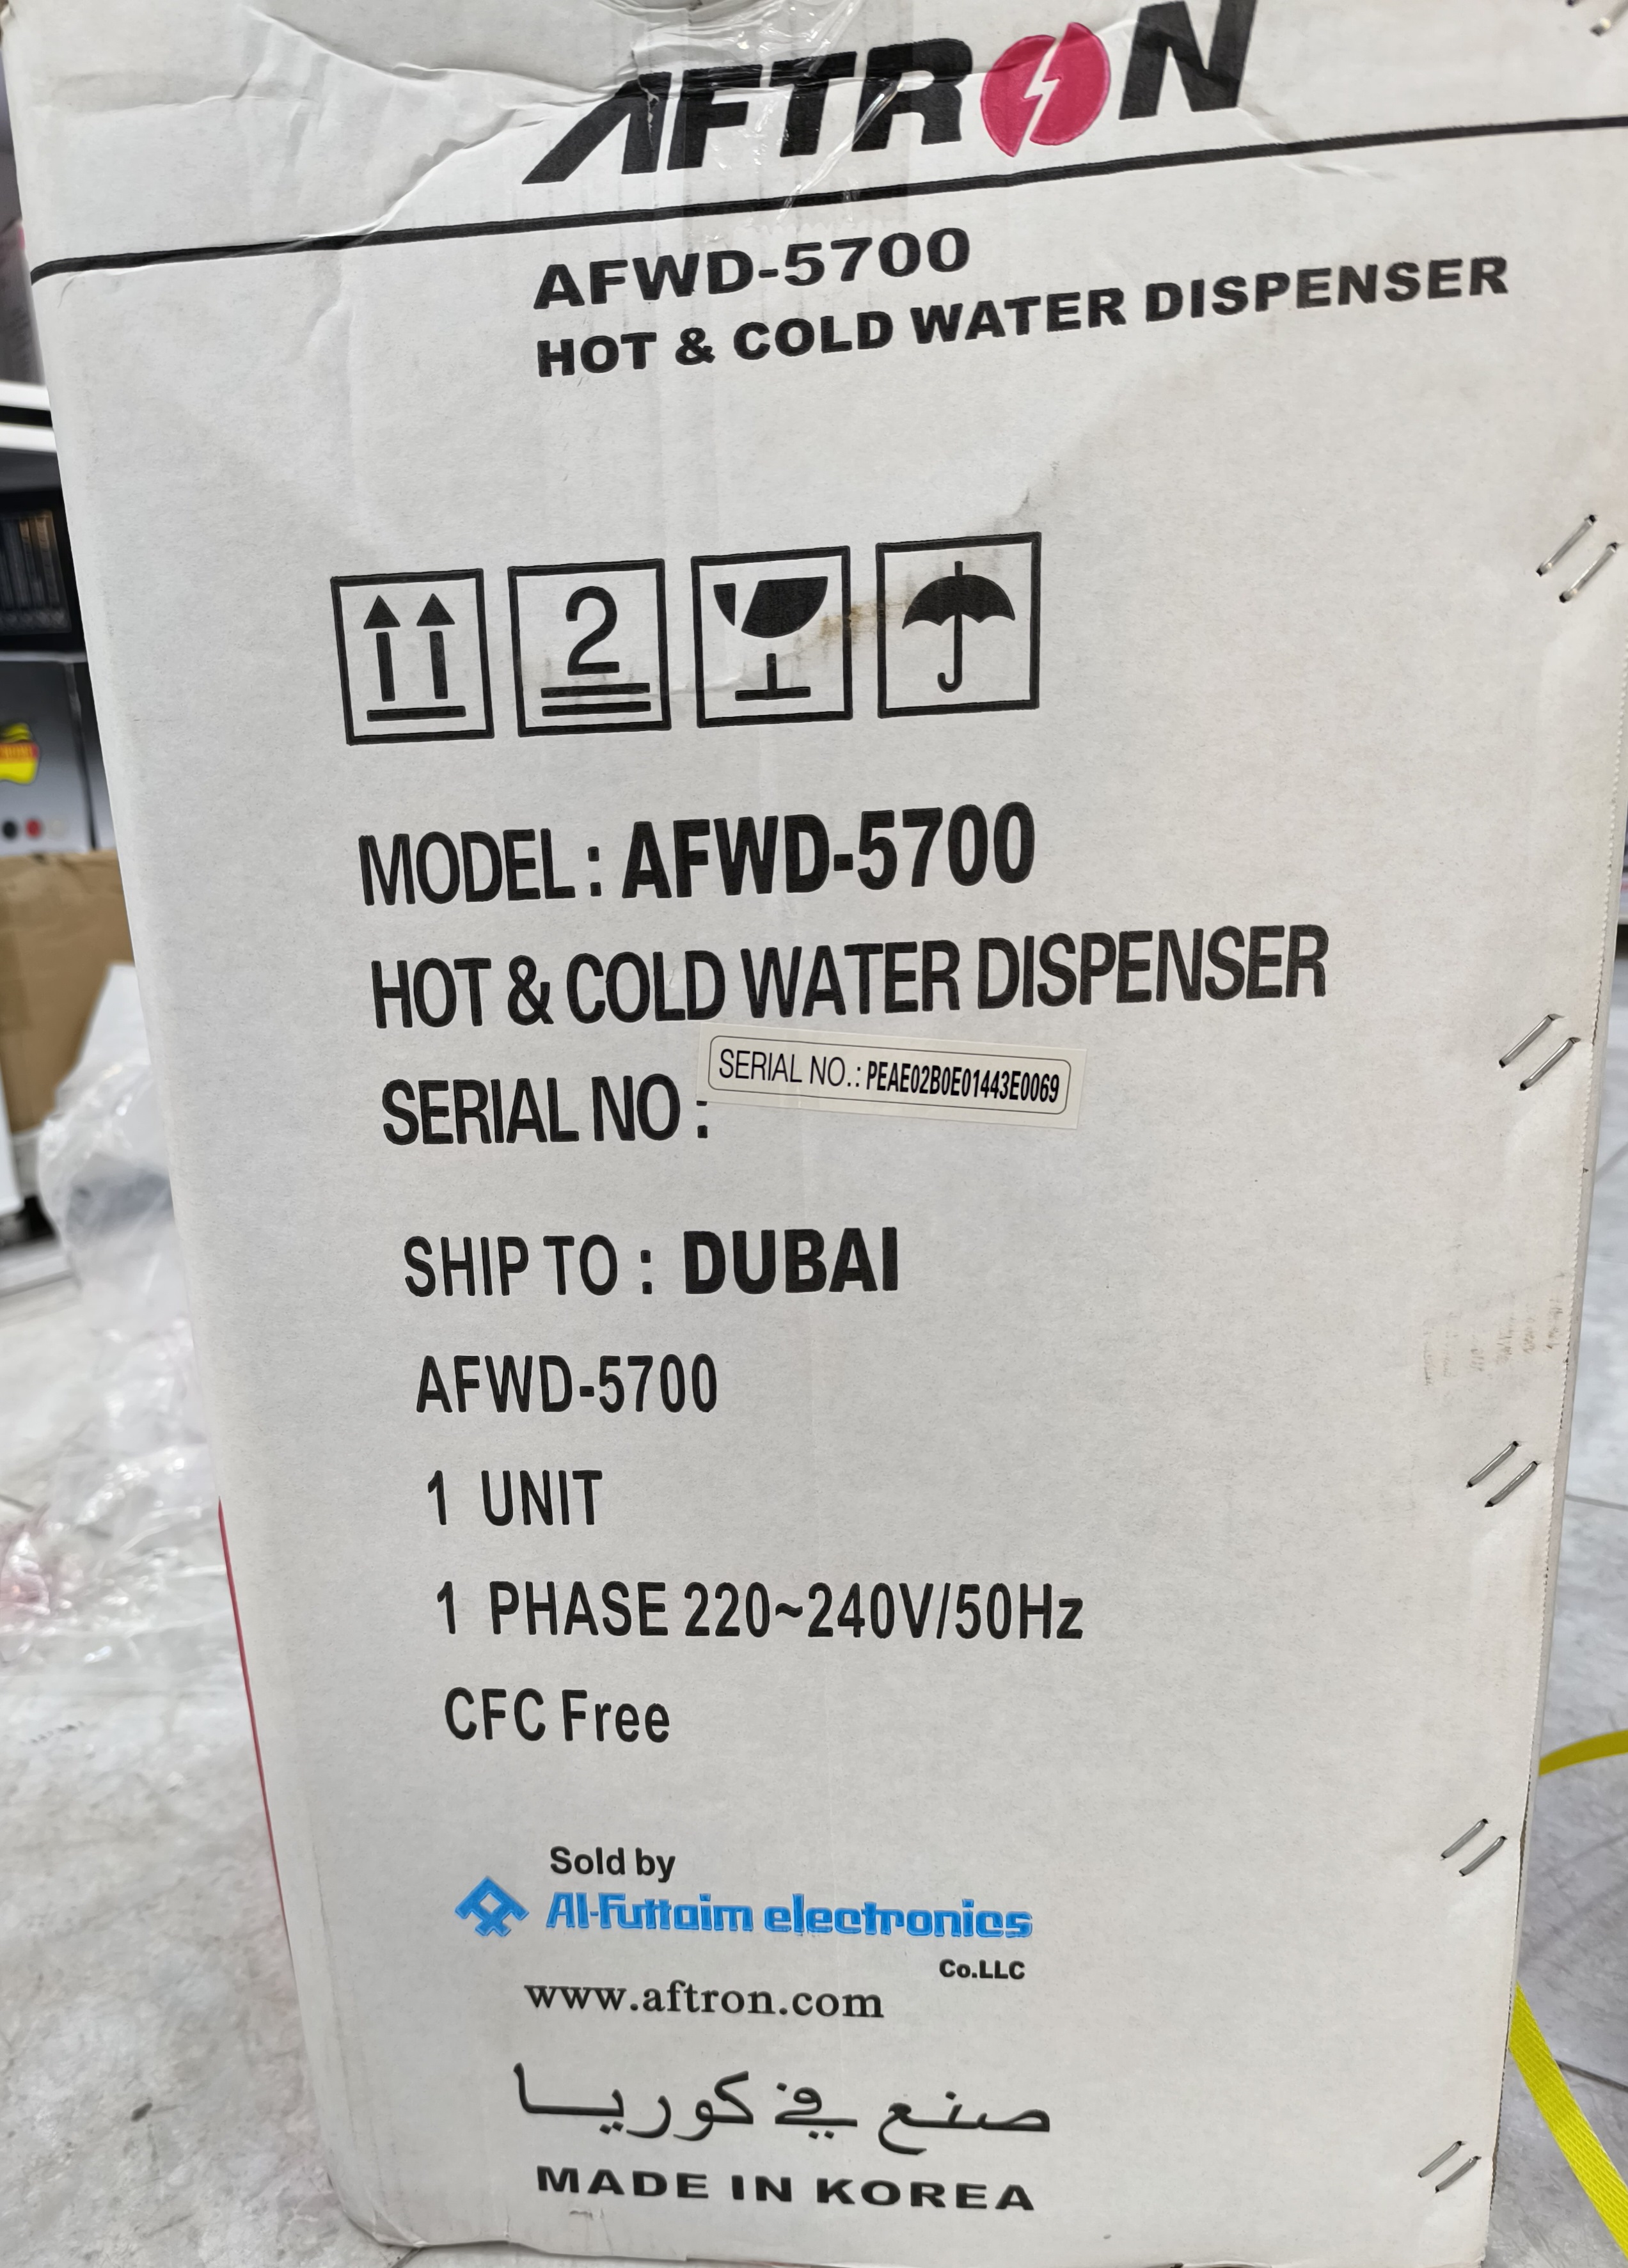 AFTRON
AFWD-5700
HOT & COLD WATER DISPENSER
2
MODEL : AFWD-5700
HOT & COLD WATER DISPENSER
SERIAL NO :
SERIAL NO.: PEAE02B0E01443E0069
SHIP TO : DUBAI
AFWD-5700
1 UNIT
1 PHASE 220~240V/50Hz
CFC Free
Sold by
Al-Futtaim electronics
Co.LLC
www.aftron.com
صنع في كوريا
MADE IN KOREA